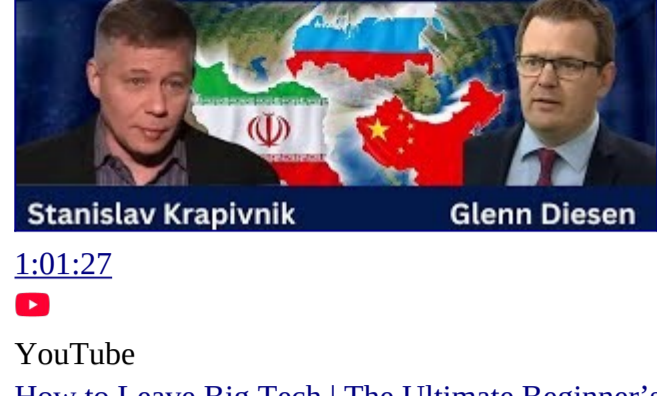 Stanislav Krapivnik Glenn Diesen
1:01:27
YouTube
How to Leave Big Tech | The Ultimate Beginner's